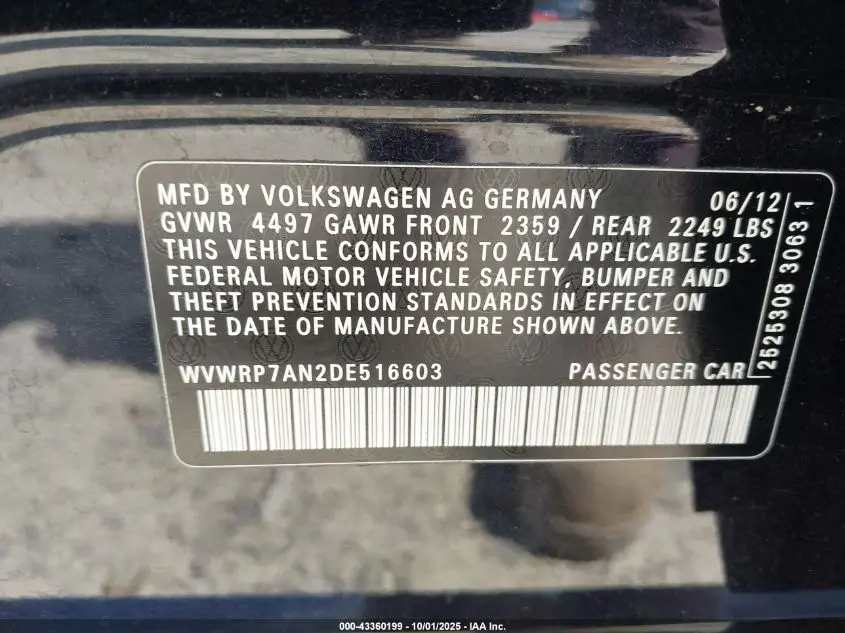 MFD BY VOLKSWAGEN AG GERMANY 06/12
GVWR 4497 GAWR FRONT 2359 / REAR 2249 LBS
THIS VEHICLE CONFORMS TO ALL APPLICABLE U.S.
FEDERAL MOTOR VEHICLE SAFETY, BUMPER AND
THEFT PREVENTION STANDARDS IN EFFECT ON
THE DATE OF MANUFACTURE SHOWN ABOVE.
WVWRP7AN2DE516603 PASSENGER CAR
2525308 3063 1
000-43360199 - 10/01/2025 - IAA Inc.